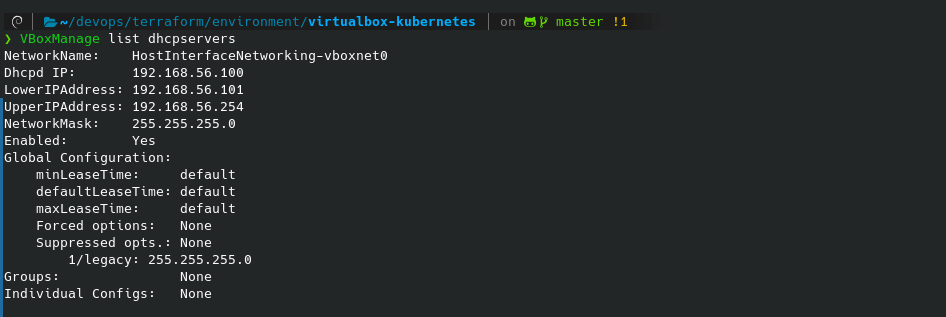 ~/devops/terraform/environment/virtualbox-kubernetes on master !1
❯ VBoxManage list dhcpservers
NetworkName:    HostInterfaceNetworking-vboxnet0
Dhcpd IP:       192.168.56.100
LowerIPAddress: 192.168.56.101
UpperIPAddress: 192.168.56.254
NetworkMask:    255.255.255.0
Enabled:        Yes
Global Configuration:
    minLeaseTime:     default
    defaultLeaseTime: default
    maxLeaseTime:     default
    Forced options:   None
    Suppressed opts.: None
        1/legacy: 255.255.255.0
Groups:               None
Individual Configs:   None